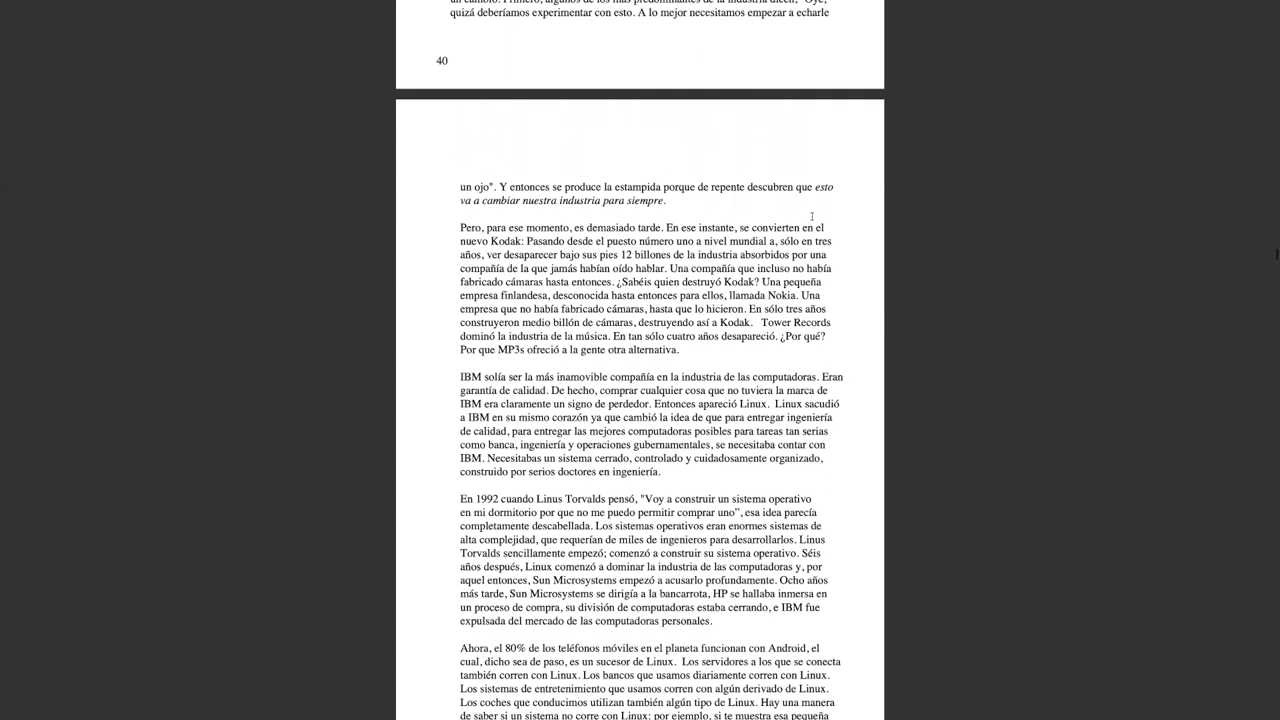 un cambio. Primero, algunos de los más predominantes de la industria dicen, "Oye,
quizá deberíamos experimentar con esto. A lo mejor necesitamos empezar a echarle
40
un ojo". Y entonces se produce la estampida porque de repente descubren que esto
va a cambiar nuestra industria para siempre.
Pero, para ese momento, es demasiado tarde. En ese instante, se convierten en el
nuevo Kodak: Pasando desde el puesto número uno a nivel mundial a, sólo en tres
años, ver desaparecer bajo sus pies 12 billones de la industria absorbidos por una
compañía de la que jamás habían oído hablar. Una compañía que incluso no había
fabricado cámaras hasta entonces. ¿Sabéis quien destruyó Kodak? Una pequeña
empresa finlandesa, desconocida hasta entonces para ellos, llamada Nokia. Una
empresa que no había fabricado cámaras, hasta que lo hicieron. En sólo tres años
construyeron medio billón de cámaras, destruyendo así a Kodak. Tower Records
dominó la industria de la música. En tan sólo cuatro años desapareció. ¿Por qué?
Por que MP3s ofreció a la gente otra alternativa.
IBM solía ser la más inamovible compañía en la industria de las computadoras. Eran
garantía de calidad. De hecho, comprar cualquier cosa que no tuviera la marca de
IBM era claramente un signo de perdedor. Entonces apareció Linux. Linux sacudió
a IBM en su mismo corazón ya que cambió la idea de que para entregar ingeniería
de calidad, para entregar las mejores computadoras posibles para tareas tan serias
como banca, ingeniería y operaciones gubernamentales, se necesitaba contar con
IBM. Necesitabas un sistema cerrado, controlado y cuidadosamente organizado,
construido por serios doctores en ingeniería.
En 1992 cuando Linus Torvalds pensó, "Voy a construir un sistema operativo
en mi dormitorio por que no me puedo permitir comprar uno”, esa idea parecía
completamente descabellada. Los sistemas operativos eran enormes sistemas de
alta complejidad, que requerían de miles de ingenieros para desarrollarlos. Linus
Torvalds sencillamente empezó; comenzó a construir su sistema operativo. Séis
años después, Linux comenzó a dominar la industria de las computadoras y, por
aquel entonces, Sun Microsystems empezó a acusarlo profundamente. Ocho años
más tarde, Sun Microsystems se dirigía a la bancarrota, HP se hallaba inmersa en
un proceso de compra, su división de computadoras estaba cerrando, e IBM fue
expulsada del mercado de las computadoras personales.
Ahora, el 80% de los teléfonos móviles en el planeta funcionan con Android, el
cual, dicho sea de paso, es un sucesor de Linux. Los servidores a los que se conecta
también corren con Linux. Los bancos que usamos diariamente corren con Linux.
Los sistemas de entretenimiento que usamos corren con algún derivado de Linux.
Los coches que conducimos utilizan también algún tipo de Linux. Hay una manera
de saber si un sistema no corre con Linux: por ejemplo, si te muestra esa pequeña